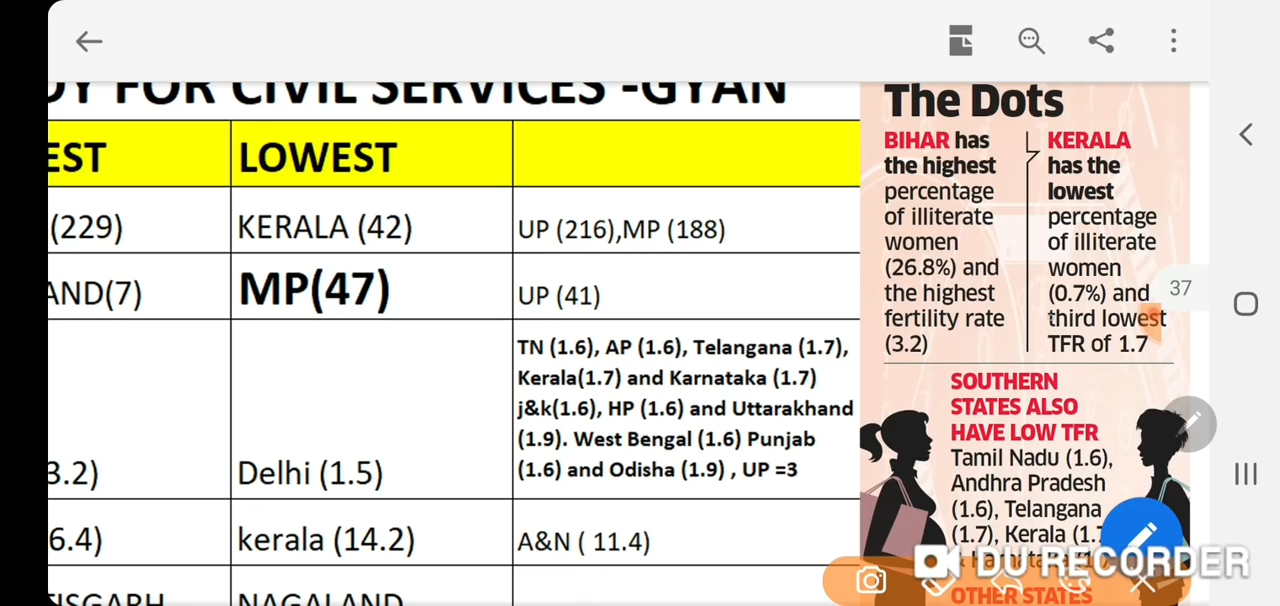 DY FOR CIVIL SERVICES -GYAN
EST
LOWEST
(229)
KERALA (42)
UP (216),MP (188)
AND(7)
MP(47)
UP (41)
3.2)
Delhi (1.5)
TN (1.6), AP (1.6), Telangana (1.7),
Kerala(1.7) and Karnataka (1.7)
j&k(1.6), HP (1.6) and Uttarakhand
(1.9). West Bengal (1.6) Punjab
(1.6) and Odisha (1.9) , UP =3
6.4)
kerala (14.2)
A&N ( 11.4)
TISGARH
NAGALAND
The Dots
BIHAR has
the highest
percentage
of illiterate
women
(26.8%) and
the highest
fertility rate
(3.2)
KERALA
has the
lowest
percentage
of illiterate
women
(0.7%) and
third lowest
TFR of 1.7
37
SOUTHERN
STATES ALSO
HAVE LOW TFR
Tamil Nadu (1.6),
Andhra Pradesh
(1.6), Telangana
(1.7), Kerala (1.7
& Karnataka (1.7
OTHER STATES
DU RECORDER